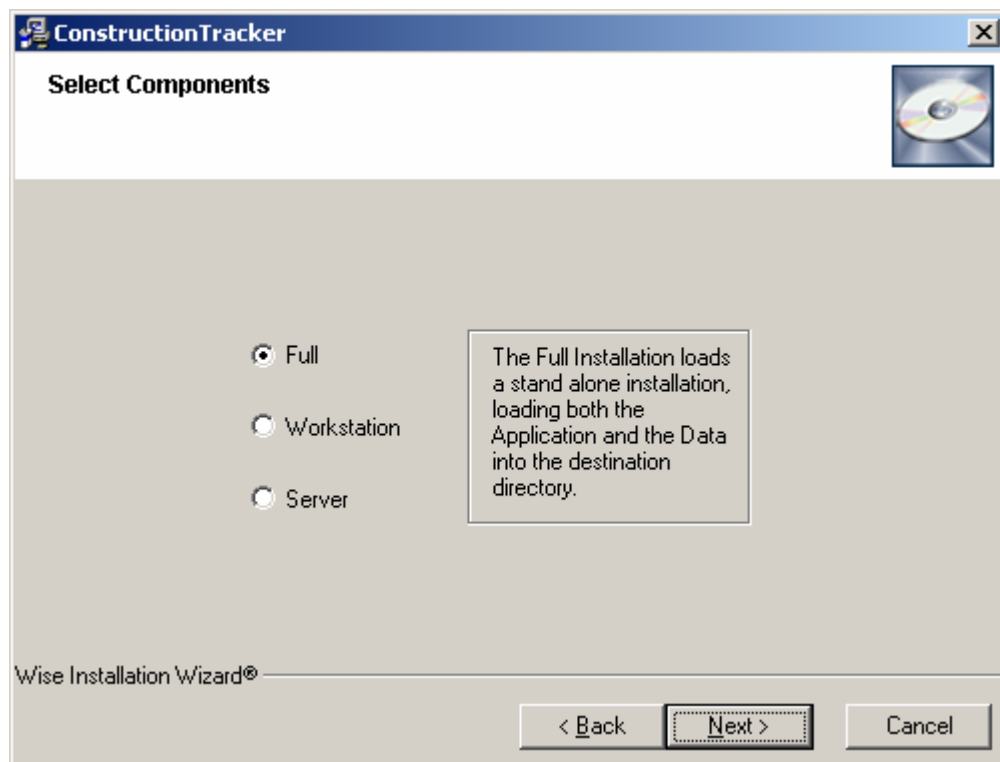 ConstructionTracker
Select Components
Full
The Full Installation loads
a stand alone installation,
loading both the
Application and the Data
into the destination
directory.
Workstation
Server
Wise Installation Wizard®
< Back
Next >
Cancel